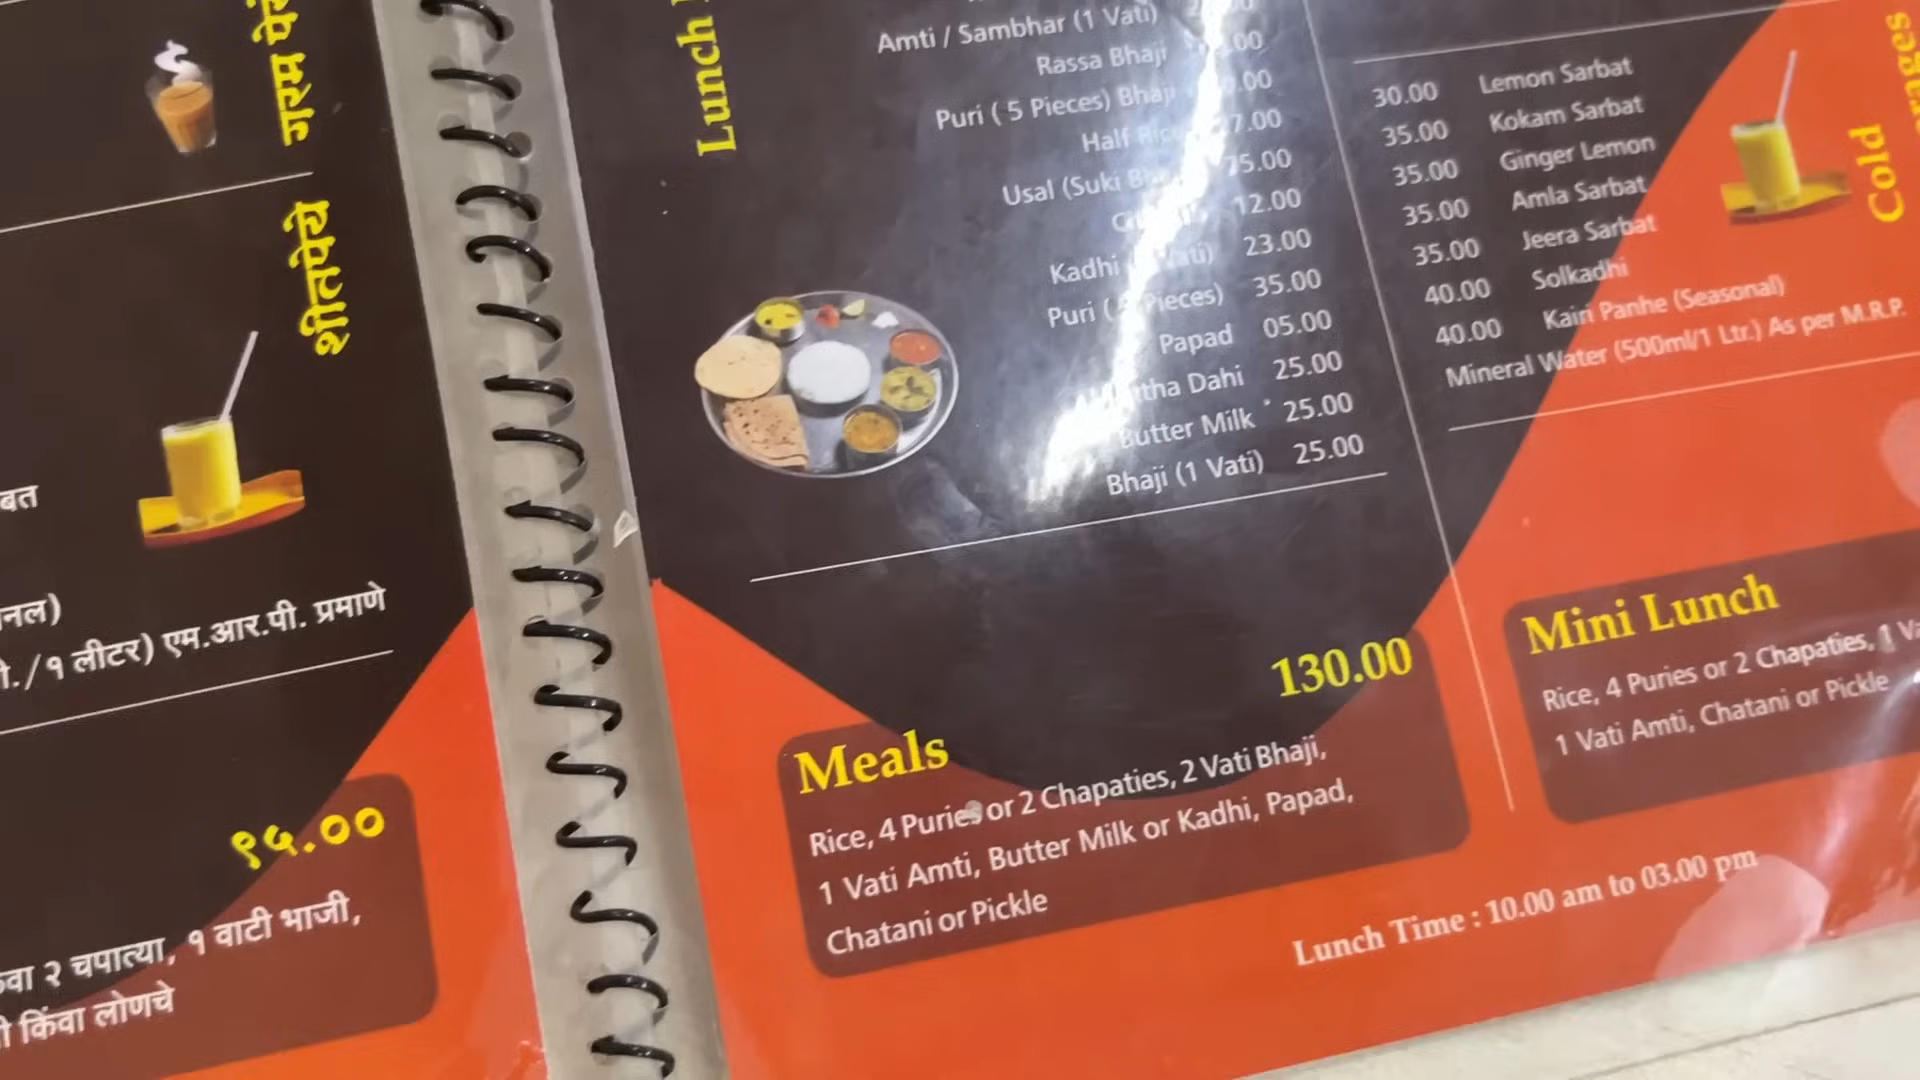 गरम
शीतपेये
नल)
/१ लीटर) एम.आर.पी. प्रमाणे
९५.००
२ चपात्या, १ वाटी भाजी,
किंवा लोणचे
Lunch
Amti / Sambhar (1 Vati)
Rassa Bhaji
Puri ( 5 Pieces) Bhaji
Half
Usal (Suki
12.00
Kadhi 23.00
Puri ( Pieces) 35.00
Papad 05.00
Dahi 25.00
Butter Milk 25.00
Bhaji (1 Vati) 25.00
130.00
Meals
Rice, 4 Puries or 2 Chapaties, 2 Vati Bhaji,
1 Vati Amti, Butter Milk or Kadhi, Papad,
Chatani or Pickle
Cold
30.00 Lemon Sarbat
35.00 Kokam Sarbat
35.00 Ginger Lemon
35.00 Amla Sarbat
35.00 Jeera Sarbat
40.00 Solkadhi
40.00 Kairi Panhe (Seasonal)
Mineral Water (500ml/1 Ltr.) As per M.R.P.
Mini Lunch
Rice, 4 Puries or 2 Chapaties, 1
1 Vati Amti, Chatani or Pickle
Lunch Time : 10.00 am to 03.00 pm